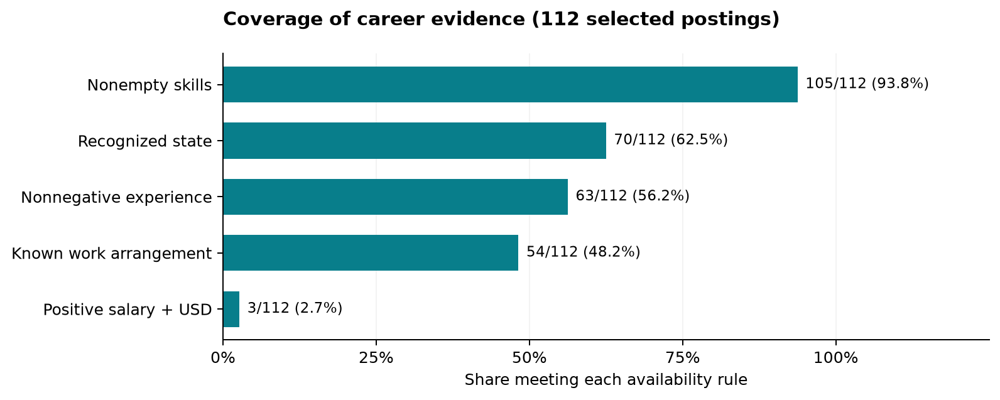 Coverage of career evidence (112 selected postings)
Nonempty skills
105/112 (93.8%)
Recognized state
70/112 (62.5%)
Nonnegative experience
63/112 (56.2%)
Known work arrangement
54/112 (48.2%)
Positive salary + USD
3/112 (2.7%)
0% 25% 50% 75% 100%
Share meeting each availability rule